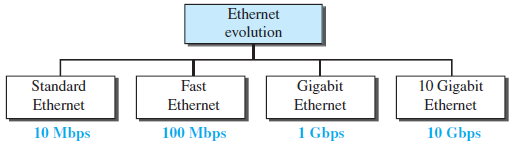 Ethernet
evolution
Standard
Ethernet
Fast
Ethernet
Gigabit
Ethernet
10 Gigabit
Ethernet
10 Mbps
100 Mbps
1 Gbps
10 Gbps